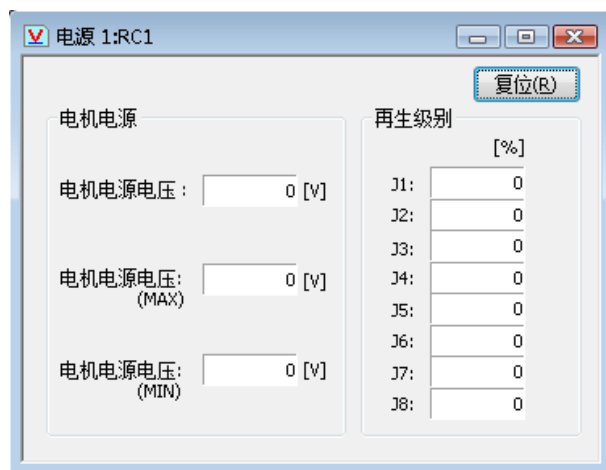 电源 1:RC1
复位(R)
电机电源
电机电源电压 : 0 [V]
电机电源电压: 0 [V]
(MAX)
电机电源电压: 0 [V]
(MIN)
再生级别
[%]
J1: 0
J2: 0
J3: 0
J4: 0
J5: 0
J6: 0
J7: 0
J8: 0